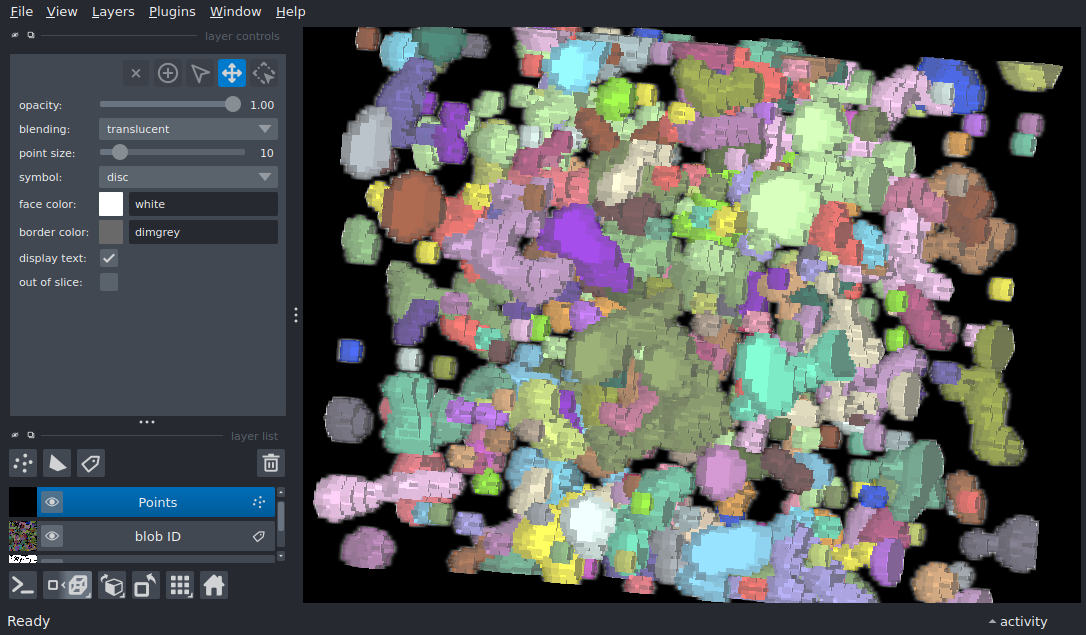 File View Layers Plugins Window Help
layer controls
opacity: 1.00
blending: translucent
point size: 10
symbol: disc
face color: white
border color: dimgrey
display text:
out of slice:
layer list
Points
blob ID
Ready
activity